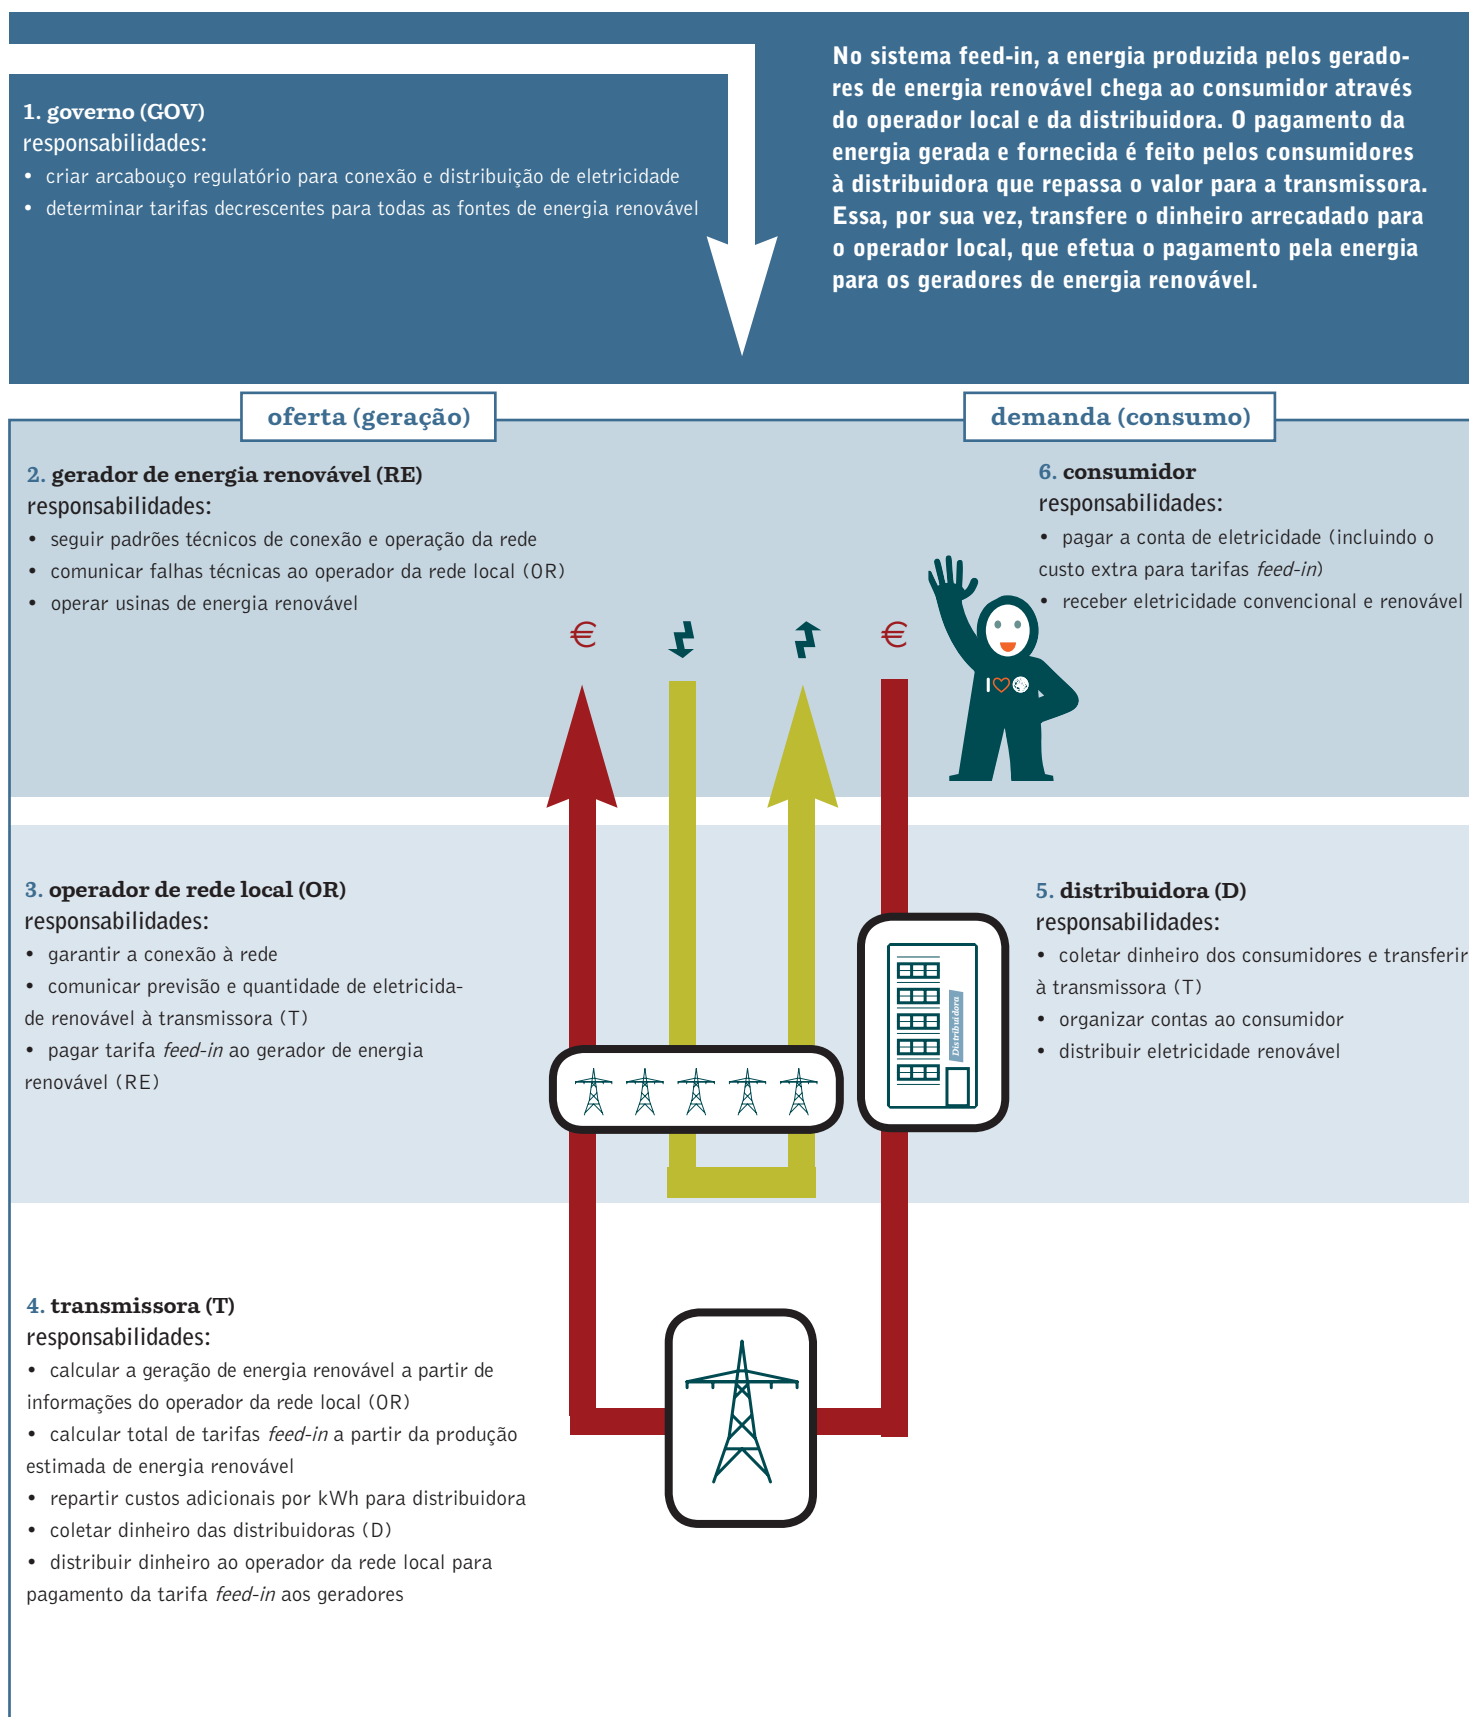 1. governo (GOV)
responsabilidades:
• criar arcabouço regulatório para conexão e distribuição de eletricidade
• determinar tarifas decrescentes para todas as fontes de energia renovável
No sistema feed-in, a energia produzida pelos gerado-
res de energia renovável chega ao consumidor através
do operador local e da distribuidora. O pagamento da
energia gerada e fornecida é feito pelos consumidores
à distribuidora que repassa o valor para a transmissora.
Essa, por sua vez, transfere o dinheiro arrecadado para
o operador local, que efetua o pagamento pela energia
para os geradores de energia renovável.
oferta (geração)
demanda (consumo)
2. gerador de energia renovável (RE)
responsabilidades:
• seguir padrões técnicos de conexão e operação da rede
• comunicar falhas técnicas ao operador da rede local (OR)
• operar usinas de energia renovável
6. consumidor
responsabilidades:
• pagar a conta de eletricidade (incluindo o
custo extra para tarifas feed-in)
• receber eletricidade convencional e renovável
€
€
I
3. operador de rede local (OR)
responsabilidades:
• garantir a conexão à rede
• comunicar previsão e quantidade de eletricida-
de renovável à transmissora (T)
• pagar tarifa feed-in ao gerador de energia
renovável (RE)
Distribuidora
5. distribuidora (D)
responsabilidades:
• coletar dinheiro dos consumidores e transferir
à transmissora (T)
• organizar contas ao consumidor
• distribuir eletricidade renovável
4. transmissora (T)
responsabilidades:
• calcular a geração de energia renovável a partir de
informações do operador da rede local (OR)
• calcular total de tarifas feed-in a partir da produção
estimada de energia renovável
• repartir custos adicionais por kWh para distribuidora
• coletar dinheiro das distribuidoras (D)
• distribuir dinheiro ao operador da rede local para
pagamento da tarifa feed-in aos geradores